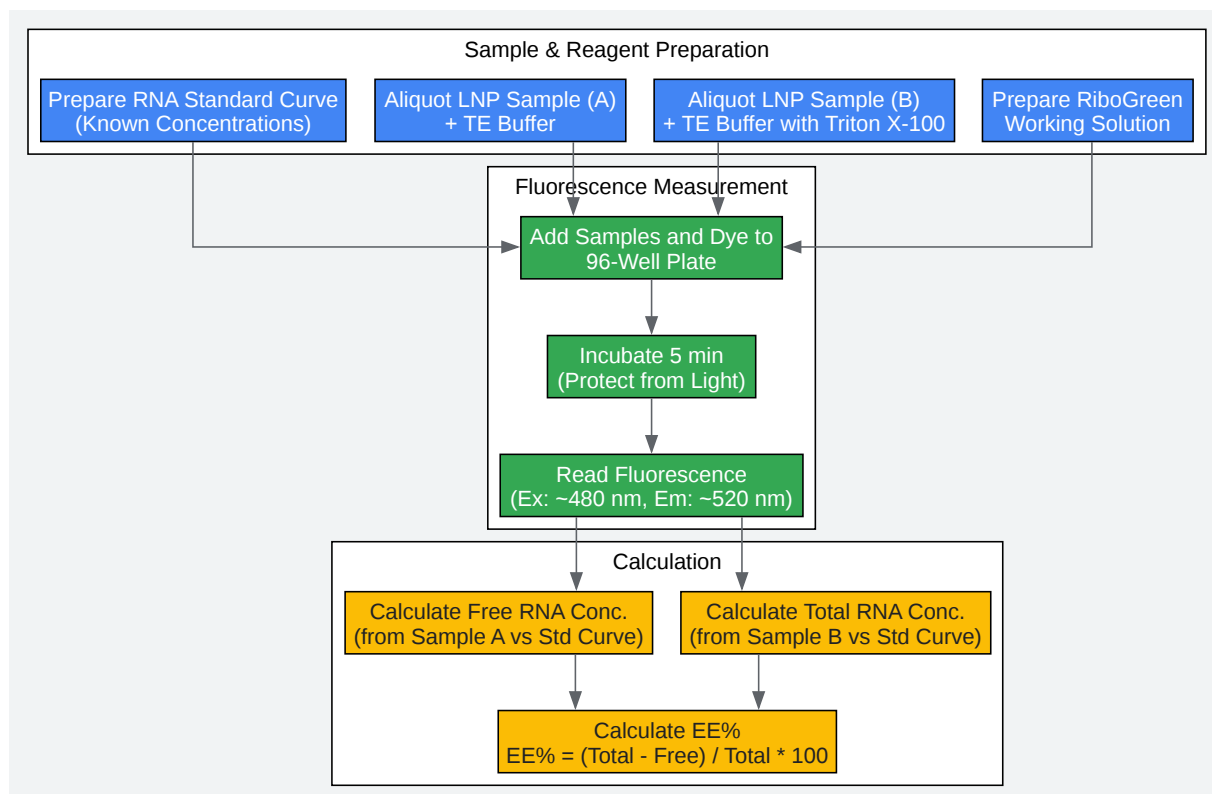 Sample & Reagent Preparation
Prepare RNA Standard Curve
(Known Concentrations)
Aliquot LNP Sample (A)
+ TE Buffer
Aliquot LNP Sample (B)
+ TE Buffer with Triton X-100
Prepare RiboGreen
Working Solution
Fluorescence Measurement
Add Samples and Dye to
96-Well Plate
Incubate 5 min
(Protect from Light)
Read Fluorescence
(Ex: ~480 nm, Em: ~520 nm)
Calculation
Calculate Free RNA Conc.
(from Sample A vs Std Curve)
Calculate Total RNA Conc.
(from Sample B vs Std Curve)
Calculate EE%
EE% = (Total - Free) / Total * 100